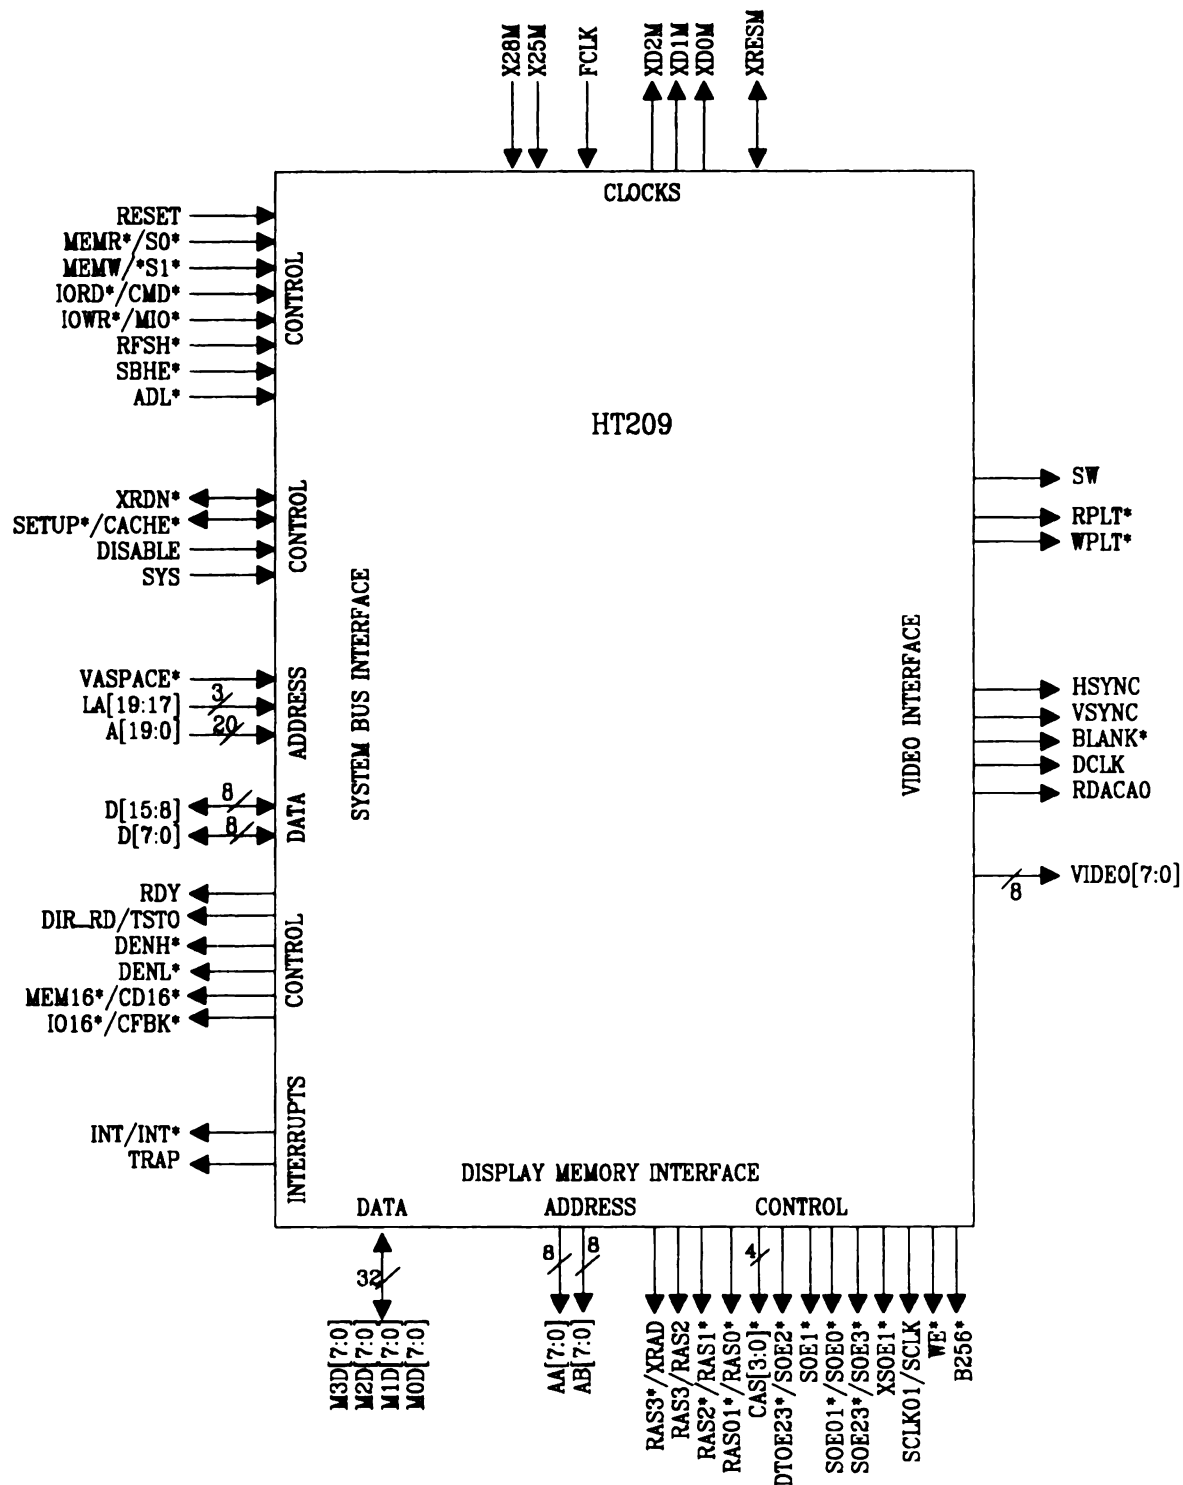 X28M
X25M
FCLK
XD2M
XD1M
XD0M
XRESM
CLOCKS
RESET
MEMR*/S0*
MEMW/*S1*
IORD*/CMD*
IOWR*/MIO*
RFSH*
SBHE*
ADL*
CONTROL
HT209
XRDN*
SETUP*/CACHE*
DISABLE
SYS
CONTROL
SW
RPLT*
WPLT*
SYSTEM BUS INTERFACE
VIDEO INTERFACE
VASPACE*
LA[19:17]
3
A[19:0]
20
ADDRESS
HSYNC
VSYNC
BLANK*
DCLK
RDACA0
D[15:8]
8
D[7:0]
8
DATA
VIDEO[7:0]
8
RDY
DIR_RD/TSTO
DENH*
DENL*
MEM16*/CD16*
IO16*/CFBK*
CONTROL
INT/INT*
TRAP
INTERRUPTS
DISPLAY MEMORY INTERFACE
DATA
ADDRESS
CONTROL
32
8
8
4
M3D[7:0]
M2D[7:0]
M1D[7:0]
M0D[7:0]
AA[7:0]
AB[7:0]
RAS3*/XRAD
RAS3/RAS2
RAS2*/RAS1*
RAS01*/RAS0*
CAS[3:0]*
DTOE23*/SOE2*
SOE1*
SOE01*/SOE0*
SOE23*/SOE3*
XSOE1*
SCLK01/SCLK
WE*
B256*